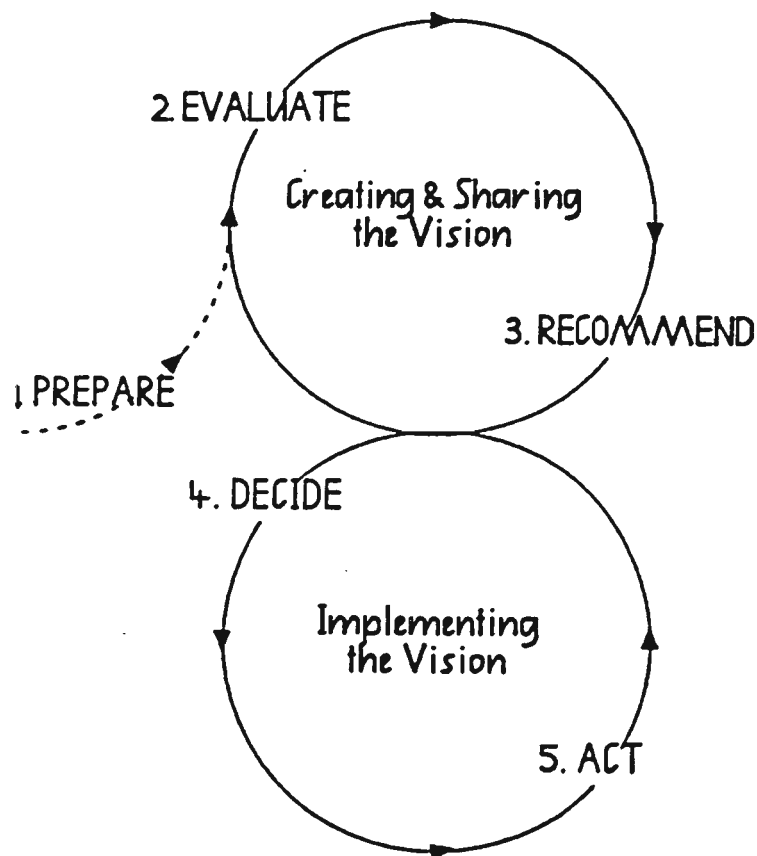 2. EVALUATE
Creating & Sharing
the Vision
3. RECOMMEND
1 PREPARE
4. DECIDE
Implementing
the Vision
5. ACT